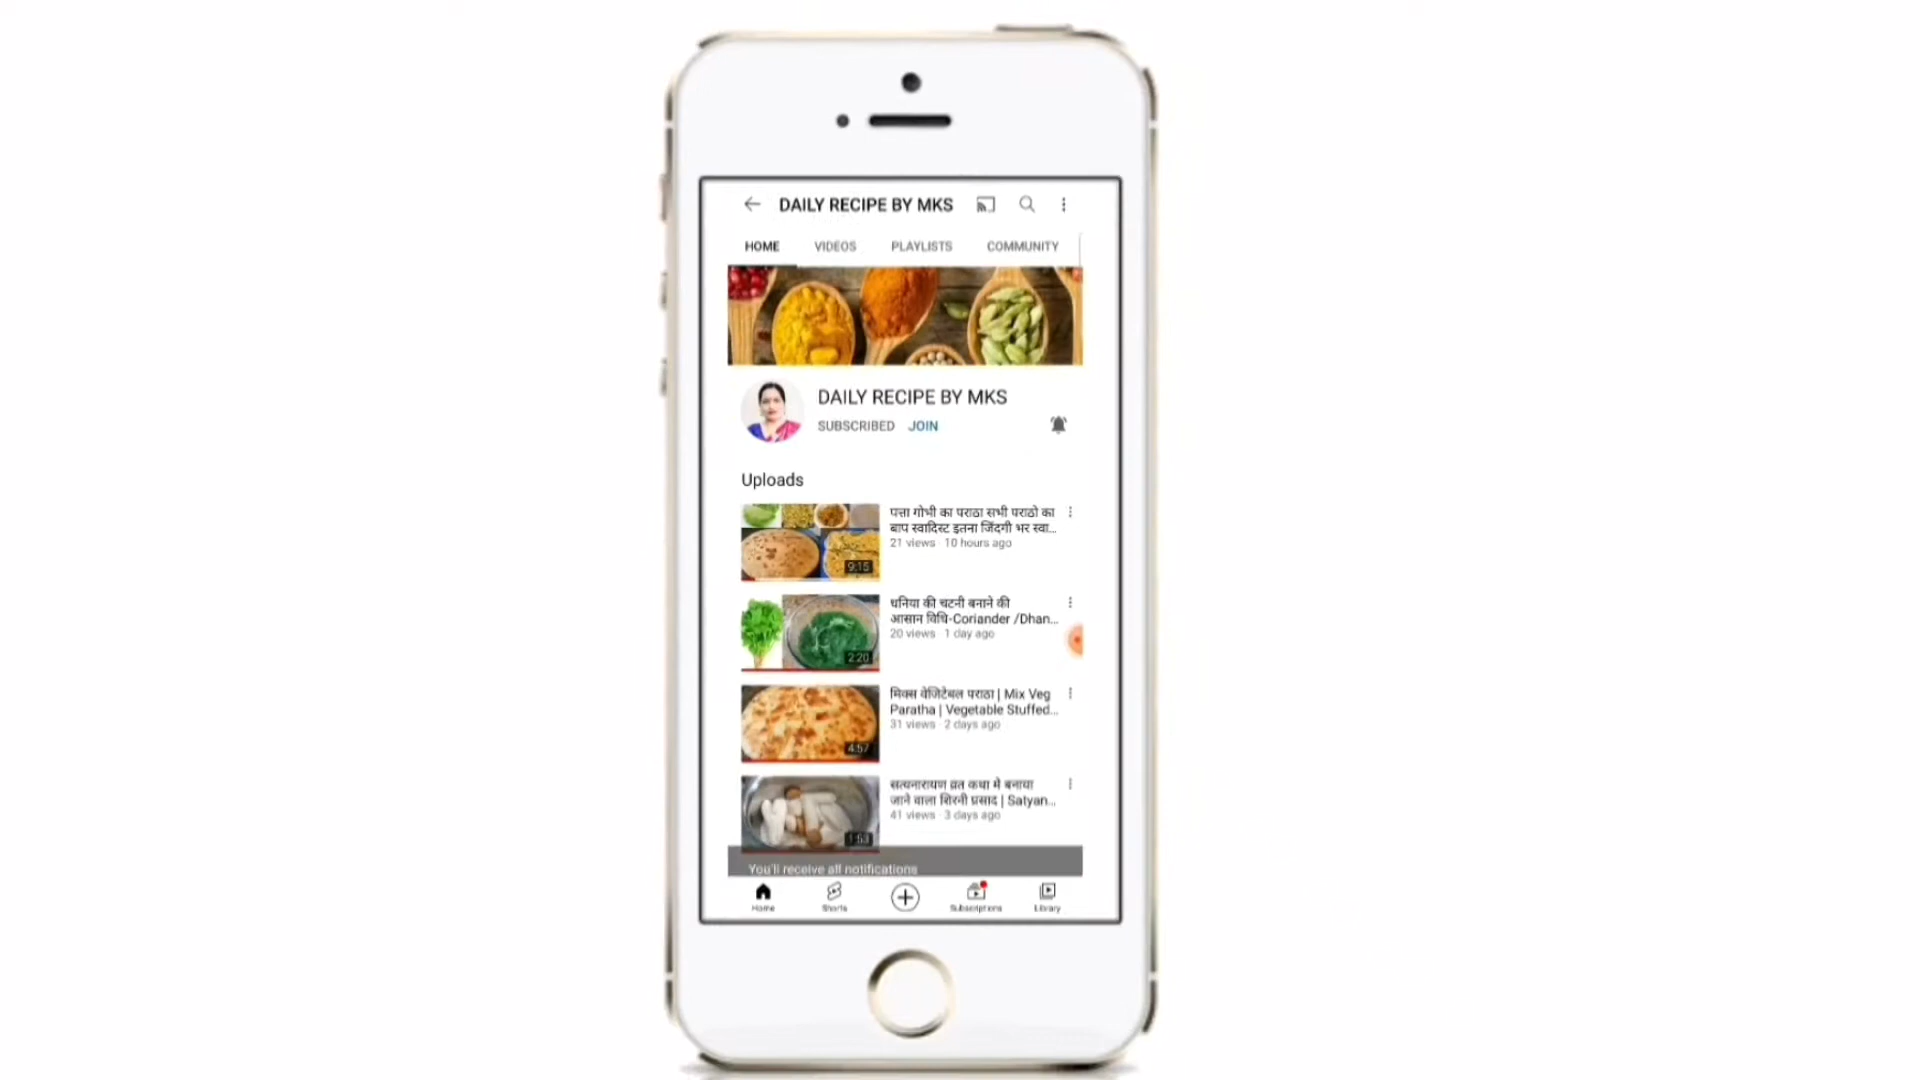 DAILY RECIPE BY MKS
HOME VIDEOS PLAYLISTS COMMUNITY
DAILY RECIPE BY MKS
SUBSCRIBED JOIN
Uploads
पत्ता गोभी का पराठा सभी पराठो का
बाप स्वादिस्ट इतना जिंदगी भर स्वा...
21 views · 10 hours ago
9:15
धनिया की चटनी बनाने की
आसान विधि-Coriander /Dhan...
20 views · 1 day ago
2:20
मिक्स वेजिटेबल पराठा | Mix Veg
Paratha | Vegetable Stuffed...
31 views · 2 days ago
4:57
सत्यनारायण व्रत कथा मे बनाया
जाने वाला शिरनी प्रसाद | Satyan...
41 views · 3 days ago
1:53
You'll receive all notifications
Home Shorts Subscriptions Library